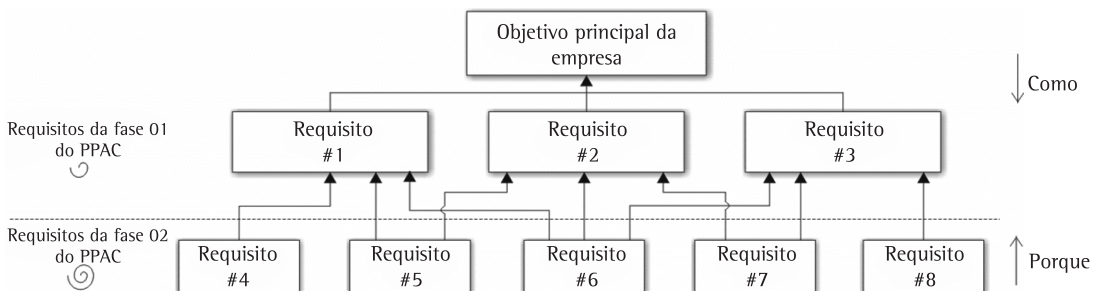 Objetivo principal da
empresa
Como
Requisitos da fase 01
do PPAC
Requisito
#1
Requisito
#2
Requisito
#3
Requisitos da fase 02
do PPAC
Requisito
#4
Requisito
#5
Requisito
#6
Requisito
#7
Requisito
#8
Porque